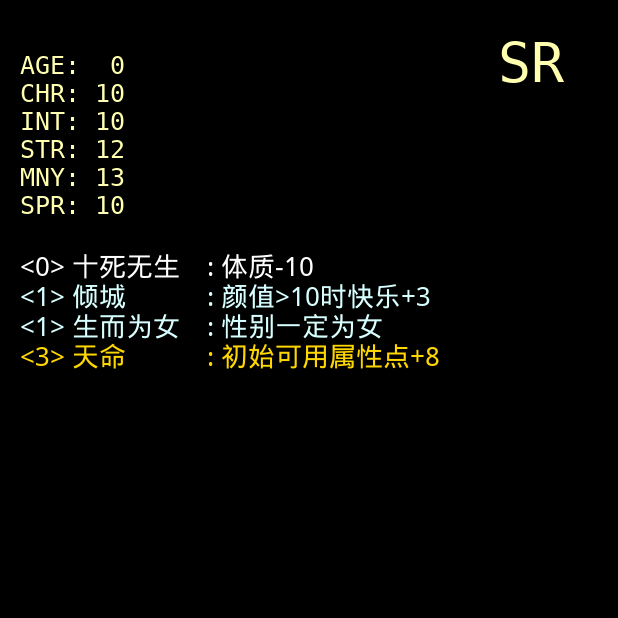 SR
AGE: 0
CHR: 10
INT: 10
STR: 12
MNY: 13
SPR: 10
<0> 十死无生 : 体质-10
<1> 倾城 : 颜值>10时快乐+3
<1> 生而为女 : 性别一定为女
<3> 天命 : 初始可用属性点+8